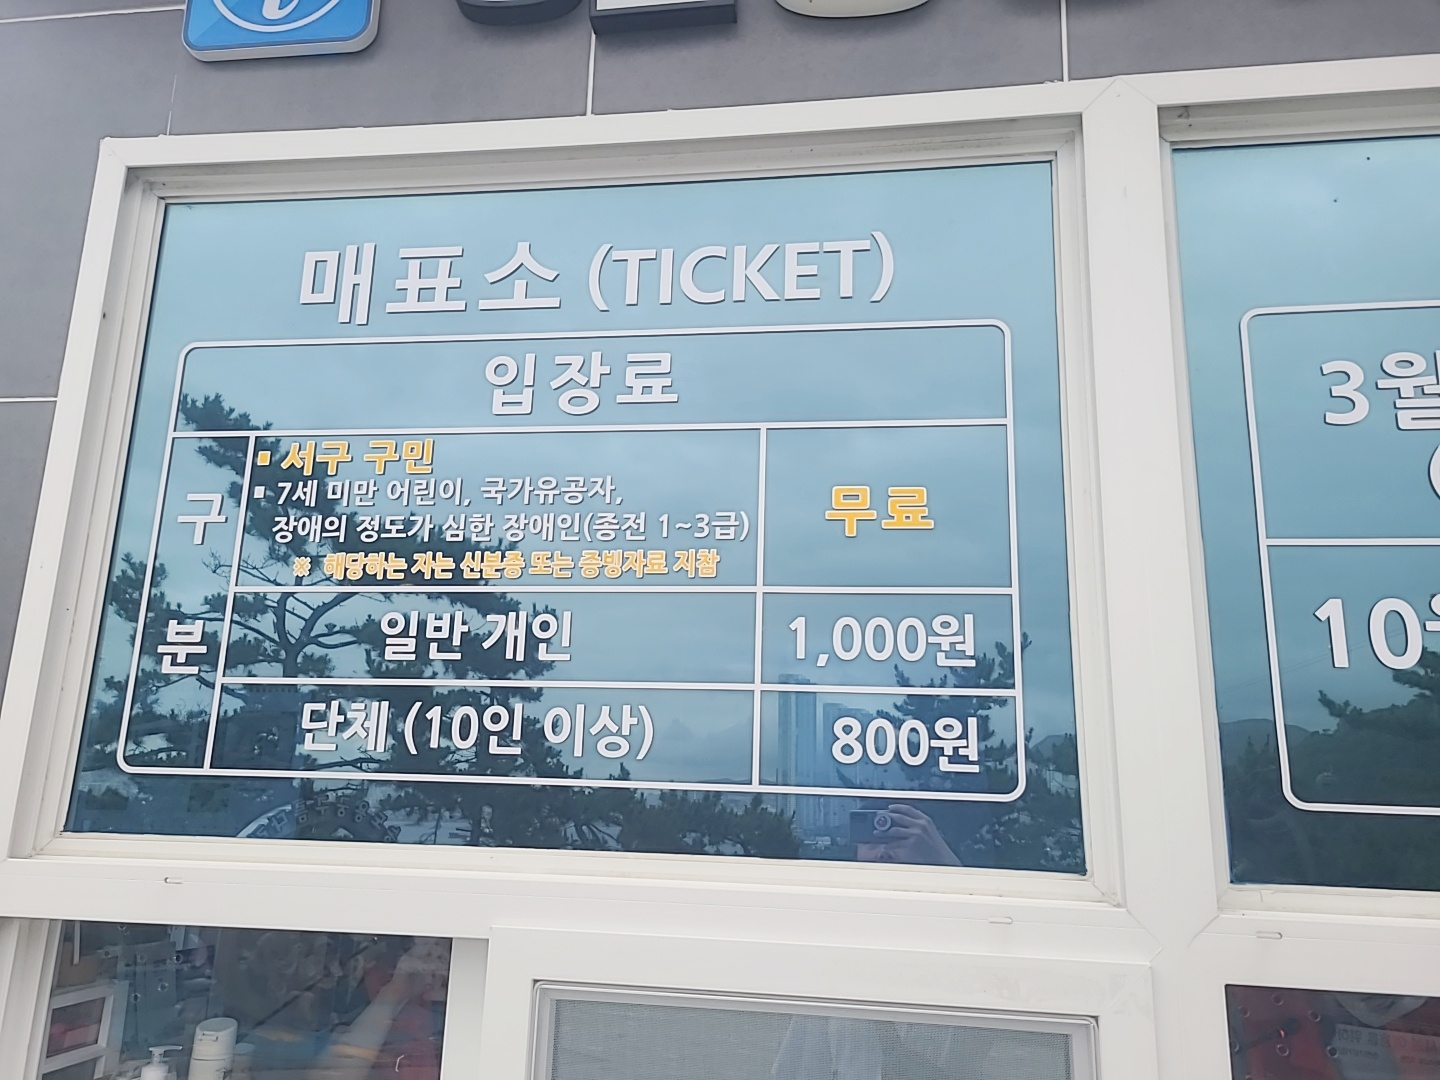 매표소 (TICKET)
입장료
구분
▪ 서구 구민
▪ 7세 미만 어린이, 국가유공자,
장애의 정도가 심한 장애인(종전 1~3급)
※ 해당하는 자는 신분증 또는 증빙자료 지참
무료
일반 개인
1,000원
단체 (10인 이상)
800원
3월
10